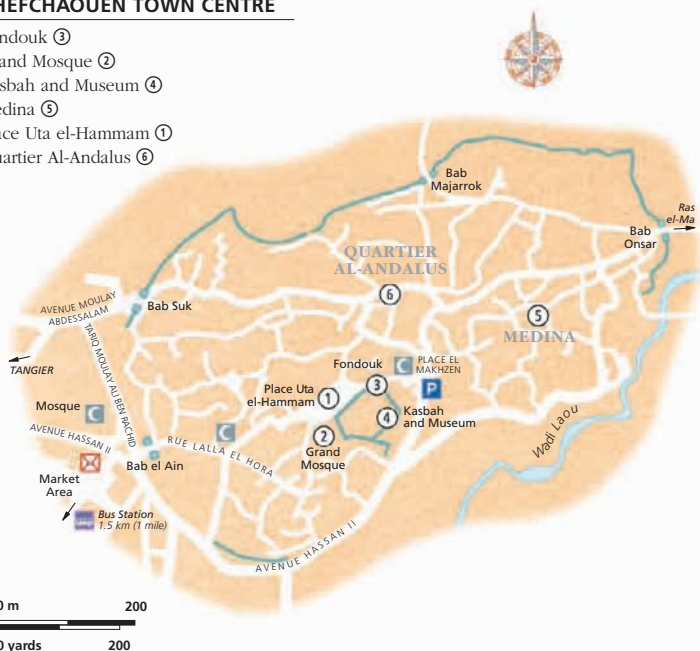 HEFCHAOUEN TOWN CENTRE
ndouk ③
and Mosque ②
sbah and Museum ④
edina ⑤
ace Uta el-Hammam ①
uartier Al-Andalus ⑥
Bab
Majarrok
Ras
el-Ma
Bab
Onsar
QUARTIER
AL-ANDALUS
⑥
Bab Suk
AVENUE MOULAY
ABDESSALAM
TARIQ MOULAY ALI BEN RACHID
⑤
MEDINA
TANGIER
Fondouk
PLACE EL
MAKHZEN
③
P
Place Uta
el-Hammam
①
④
Kasbah
and Museum
Mosque
AVENUE HASSAN II
②
Grand
Mosque
RUE LALLA EL HORA
Bab el Ain
Wadi Laou
Market
Area
Bus Station
1.5 km (1 mile)
AVENUE HASSAN II
0 m
200
0 yards
200